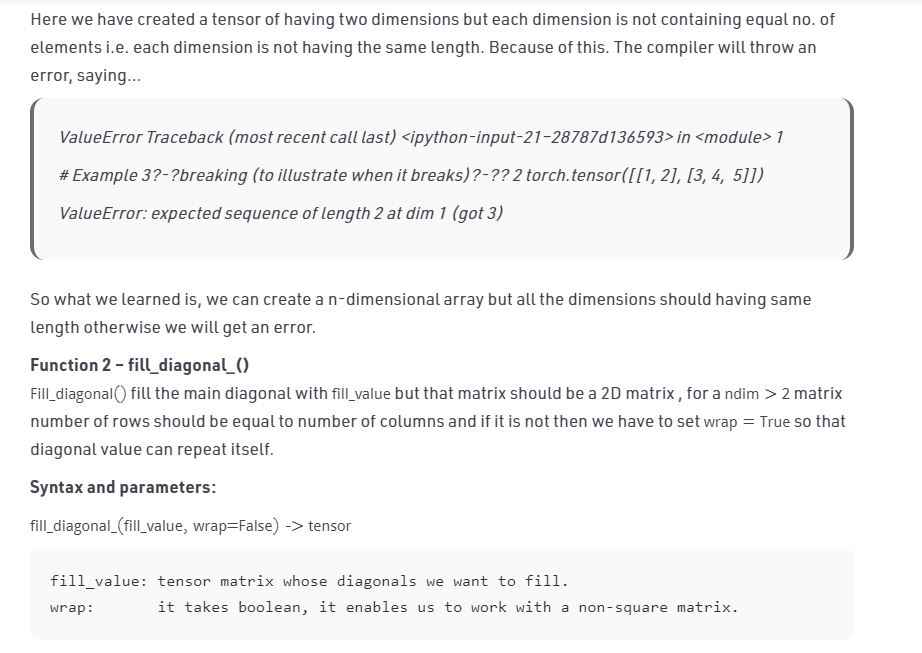 Here we have created a tensor of having two dimensions but each dimension is not containing equal no. of
elements i.e. each dimension is not having the same length. Because of this. The compiler will throw an
error, saying...
ValueError Traceback (most recent call last) <ipython-input-21-28787d136593> in <module> 1
# Example 3?-?breaking (to illustrate when it breaks)?-?? 2 torch.tensor([[1, 2], [3, 4, 5]])
ValueError: expected sequence of length 2 at dim 1 (got 3)
So what we learned is, we can create a n-dimensional array but all the dimensions should having same
length otherwise we will get an error.
Function 2 – fill_diagonal_()
Fill_diagonal() fill the main diagonal with fill_value but that matrix should be a 2D matrix , for a ndim > 2 matrix
number of rows should be equal to number of columns and if it is not then we have to set wrap = True so that
diagonal value can repeat itself.
Syntax and parameters:
fill_diagonal_(fill_value, wrap=False) -> tensor
fill_value: tensor matrix whose diagonals we want to fill.
wrap: it takes boolean, it enables us to work with a non-square matrix.